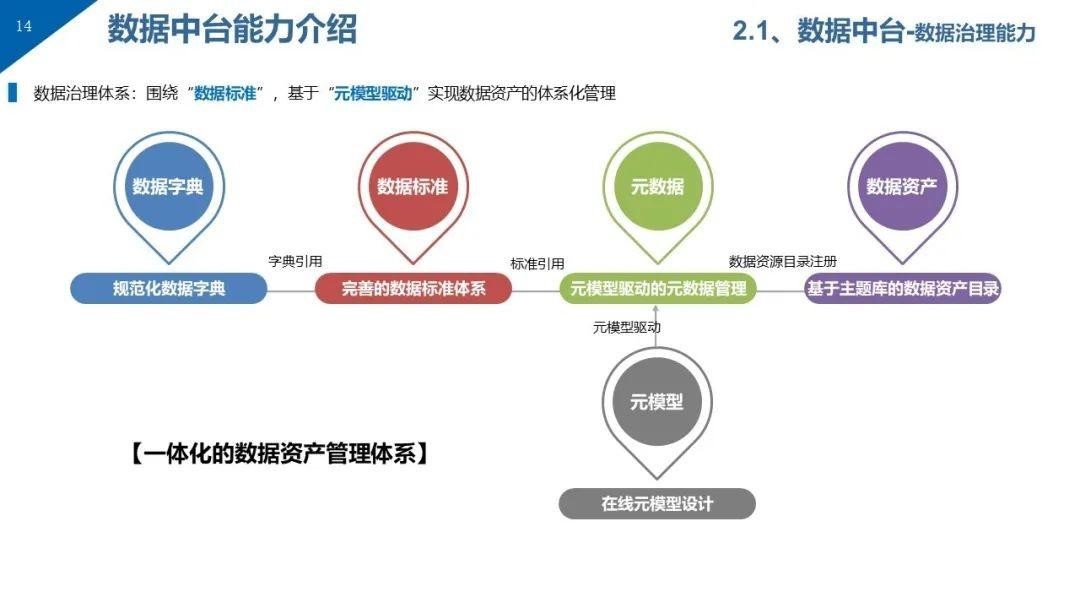 14
数据中台能力介绍
2.1、数据中台-数据治理能力
数据治理体系：围绕“数据标准”，基于“元模型驱动”实现数据资产的体系化管理
数据字典
数据标准
元数据
数据资产
字典引用
标准引用
数据资源目录注册
规范化数据字典
完善的数据标准体系
元模型驱动的元数据管理
基于主题库的数据资产目录
元模型驱动
元模型
【一体化的数据资产管理体系】
在线元模型设计